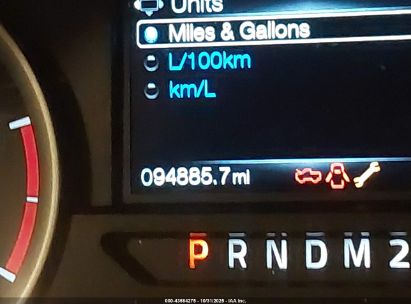 Units
Miles & Gallons
L/100km
km/L
094885.7mi
P R N D M 2